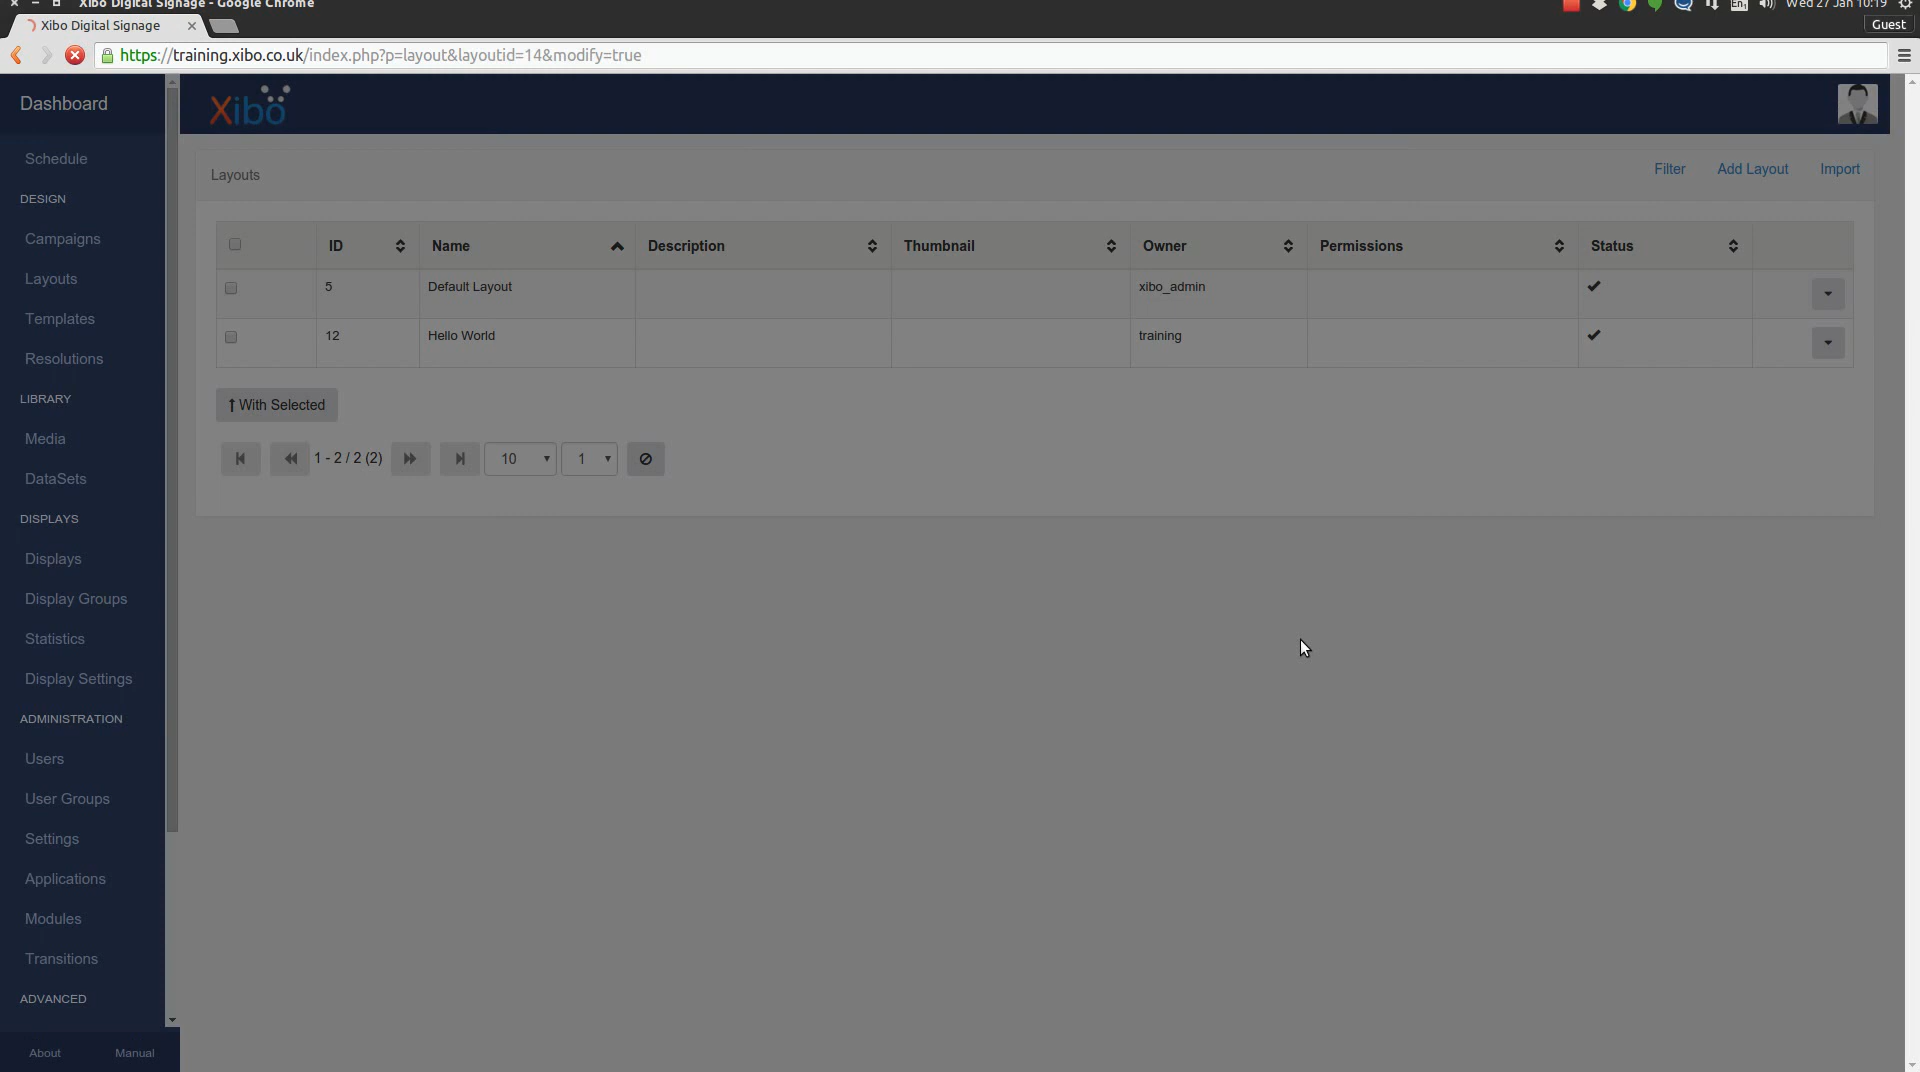 Xibo Digital Signage - Google Chrome
En1
Wed 27 Jan 10:19
Xibo Digital Signage
Guest
https://training.xibo.co.uk/index.php?p=layout&layoutid=14&modify=true
Dashboard
Xibo
Schedule
DESIGN
Campaigns
Layouts
Templates
Resolutions
LIBRARY
Media
DataSets
DISPLAYS
Displays
Display Groups
Statistics
Display Settings
ADMINISTRATION
Users
User Groups
Settings
Applications
Modules
Transitions
ADVANCED
About Manual
Layouts
Filter Add Layout Import
ID Name Description Thumbnail Owner Permissions Status
5 Default Layout xibo_admin
12 Hello World training
With Selected
1 - 2 / 2 (2) 10 1